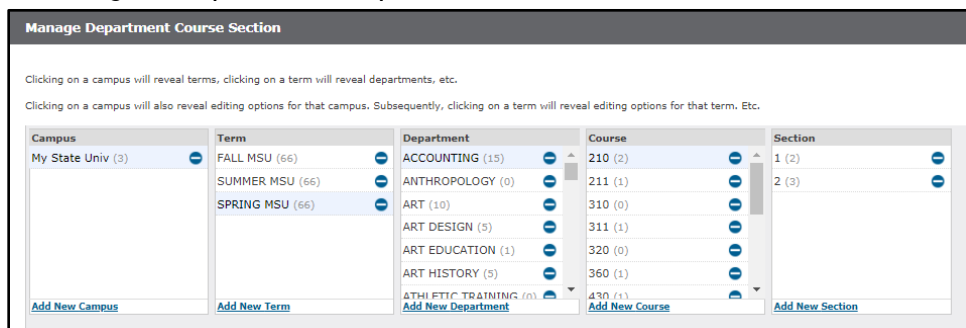 Manage Department Course Section
Clicking on a campus will reveal terms, clicking on a term will reveal departments, etc.
Clicking on a campus will also reveal editing options for that campus. Subsequently, clicking on a term will reveal editing options for that term. Etc.
Campus Term Department Course Section
My State Univ (3) FALL MSU (66) ACCOUNTING (15) 210 (2) 1 (2)
SUMMER MSU (66) ANTHROPOLOGY (0) 211 (1) 2 (3)
SPRING MSU (66) ART (10) 310 (0)
ART DESIGN (5) 311 (1)
ART EDUCATION (1) 320 (0)
ART HISTORY (5) 360 (1)
ATHLETIC TRAINING (0) 430 (1)
Add New Campus Add New Term Add New Department Add New Course Add New Section